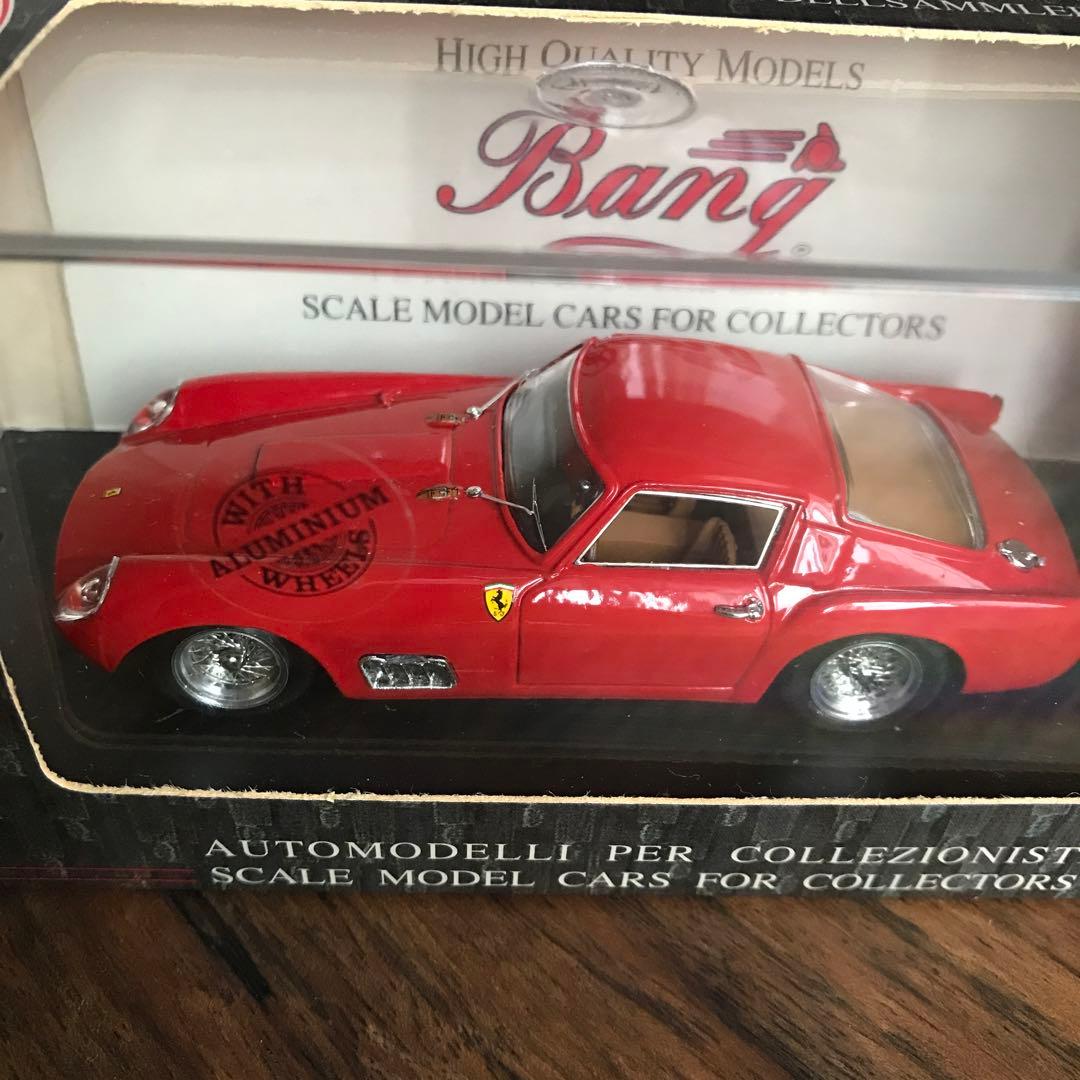 HIGH QUALITY MODELS
Bang
®
SCALE MODEL CARS FOR COLLECTORS
WITH
ALUMINIUM
WHEELS
AUTOMODELLI PER COLLEZIONIST
SCALE MODEL CARS FOR COLLECTORS